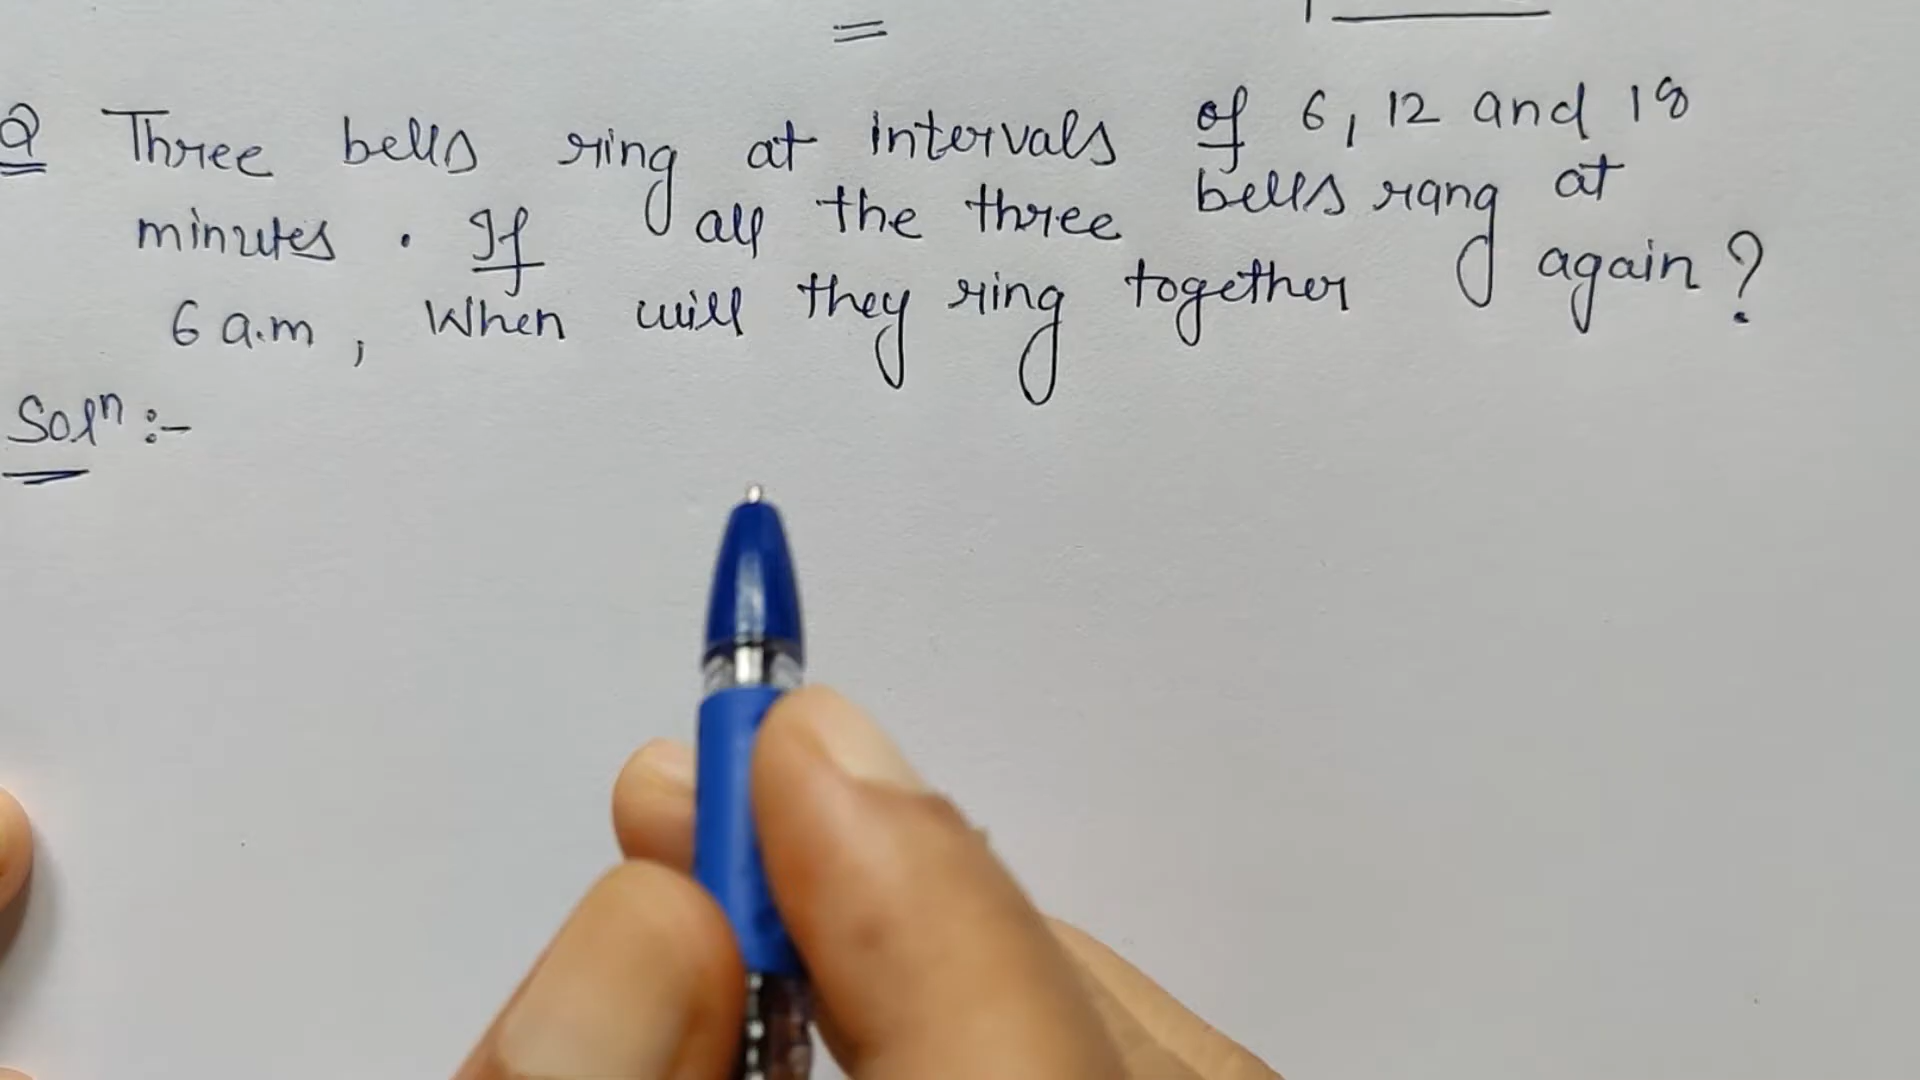 Q Three bells ring at intervals of 6, 12 and 18
minutes. If all the three bells rang at
6 a.m, When will they ring together again?
Solⁿ :-